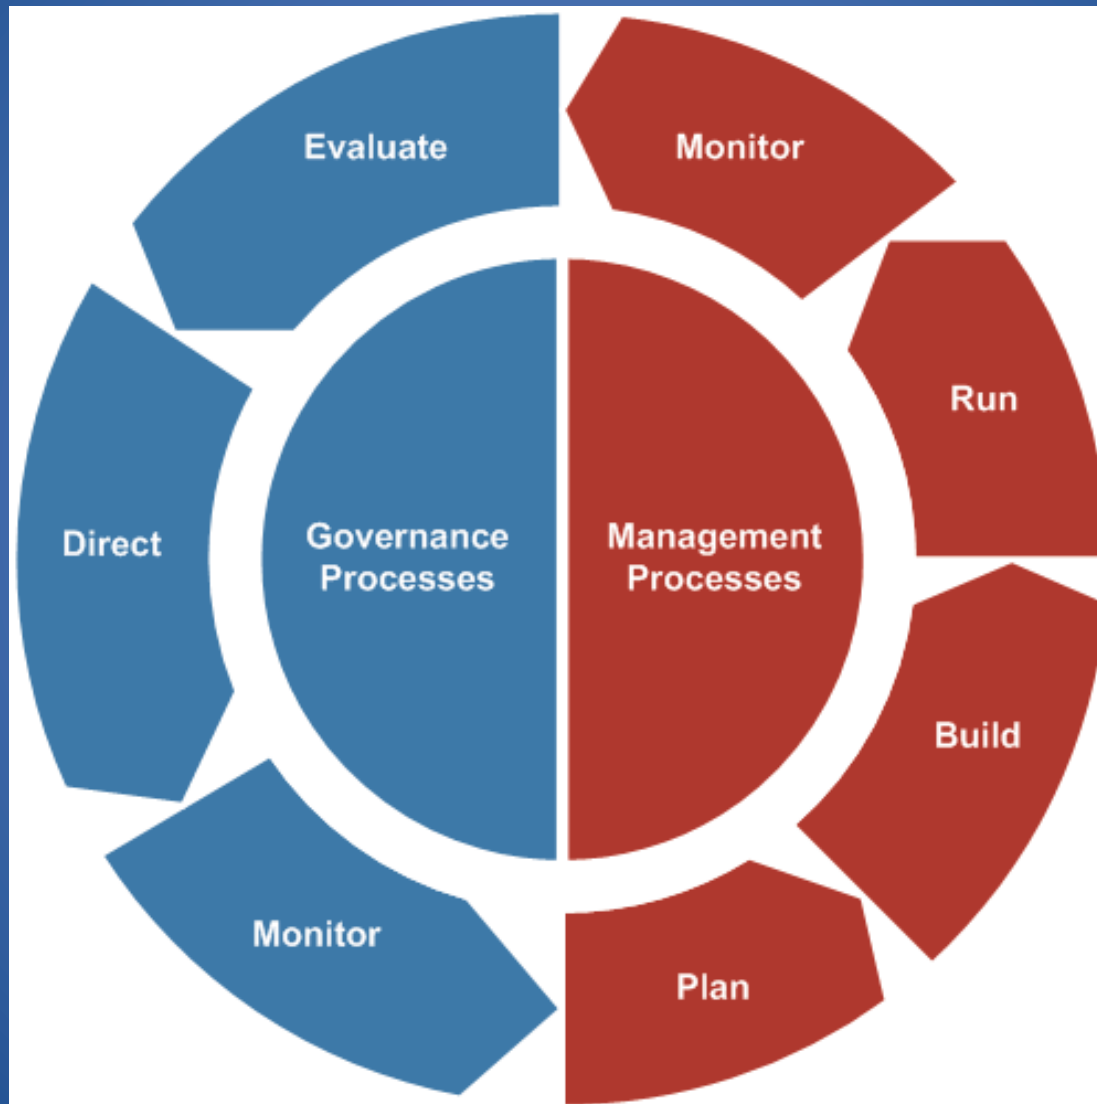 Evaluate
Monitor
Run
Direct
Governance
Processes
Management
Processes
Build
Monitor
Plan